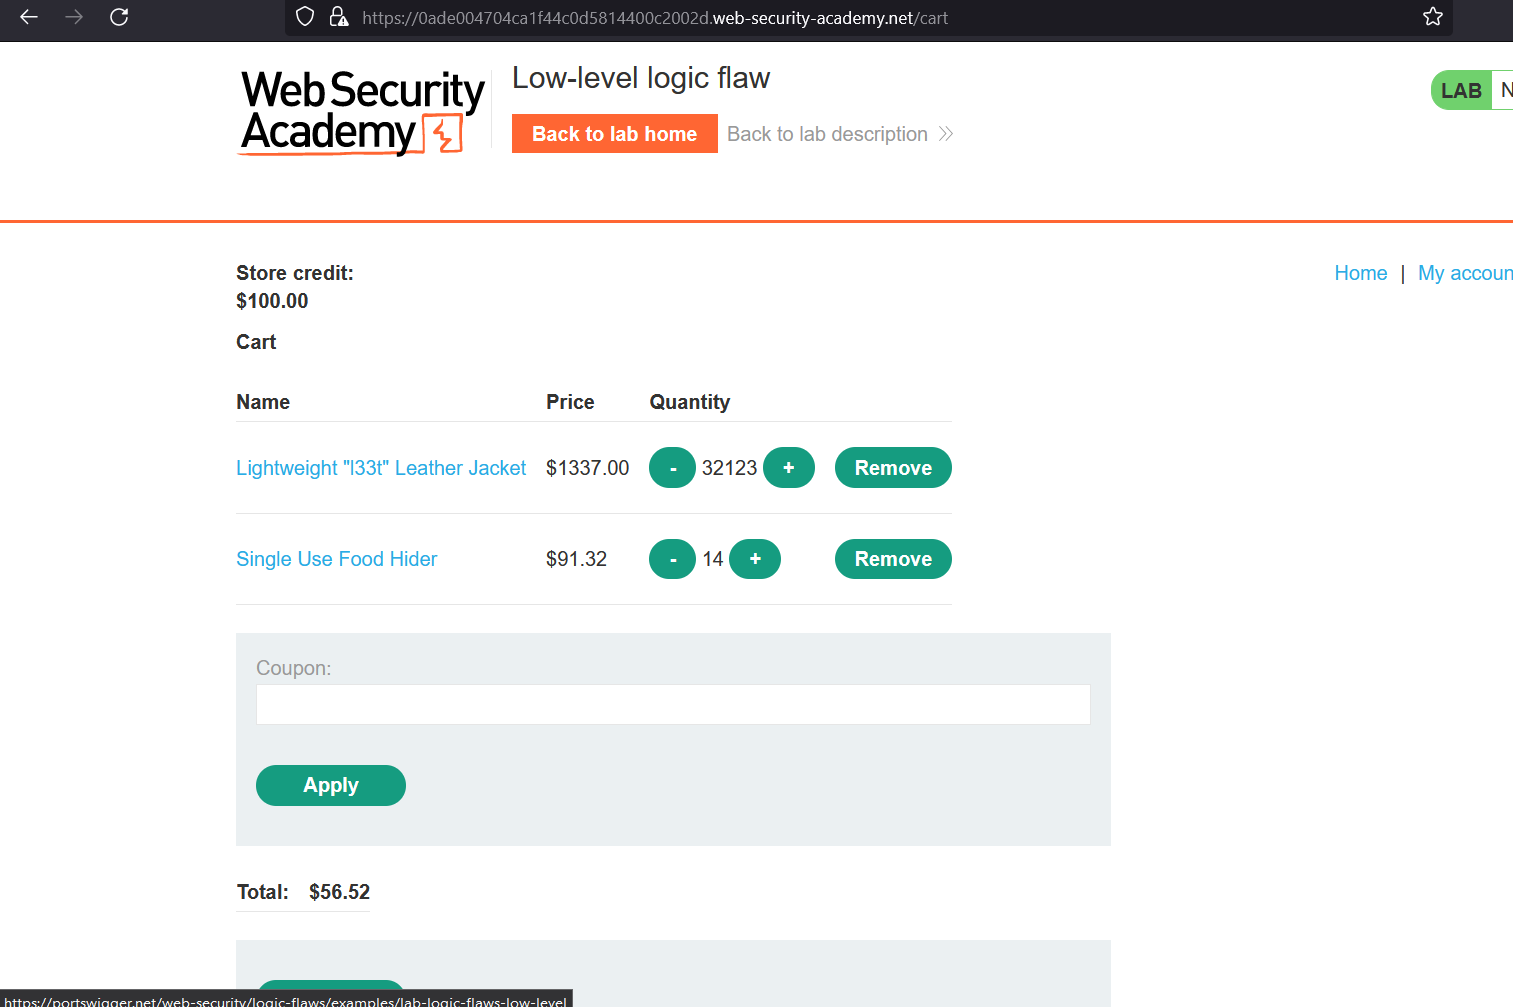 https://0ade004704ca1f44c0d5814400c2002d.web-security-academy.net/cart
Web Security
Academy
Low-level logic flaw
Back to lab home
Back to lab description
LAB
N
Store credit:
$100.00
Home | My accoun
Cart
Name Price Quantity
Lightweight "l33t" Leather Jacket $1337.00 - 32123 + Remove
Single Use Food Hider $91.32 - 14 + Remove
Coupon:
Apply
Total: $56.52
https://portswigger.net/web-security/logic-flaws/examples/lab-logic-flaws-low-level